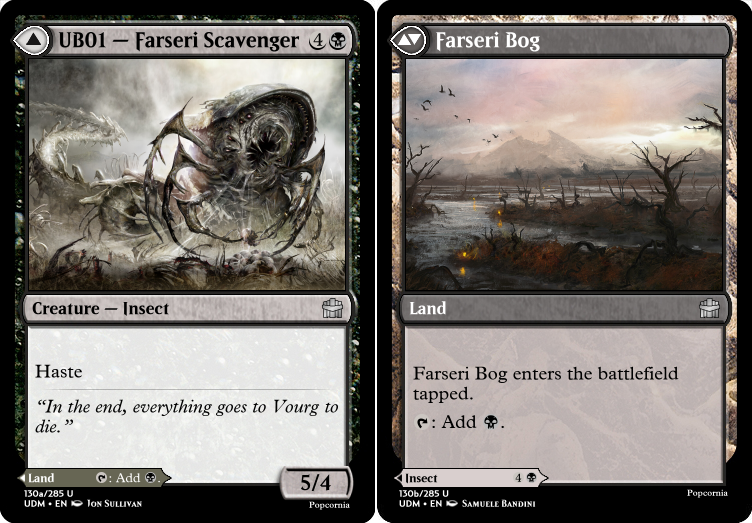 UB01 — Farseri Scavenger 4
Creature — Insect
Haste
“In the end, everything goes to Vourg to
die.”
Land : Add .
5/4
130a/285 U
UDM • EN Jon Sullivan
Popcornia
Farseri Bog
Land
Farseri Bog enters the battlefield
tapped.
: Add .
Insect 4
130b/285 U
UDM • EN Samuele Bandini
Popcornia